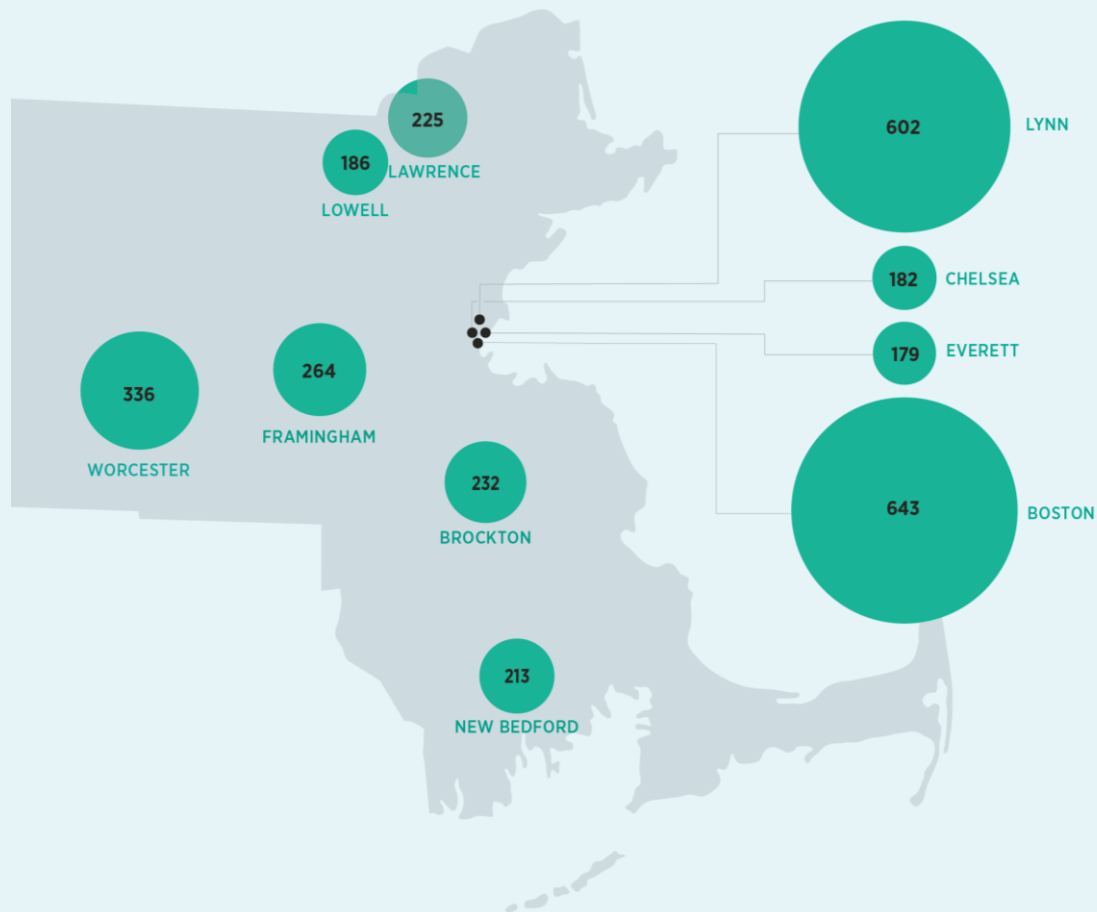 225
LAWRENCE
186
LOWELL
602
LYNN
182
CHELSEA
179
EVERETT
336
WORCESTER
264
FRAMINGHAM
232
BROCKTON
643
BOSTON
213
NEW BEDFORD